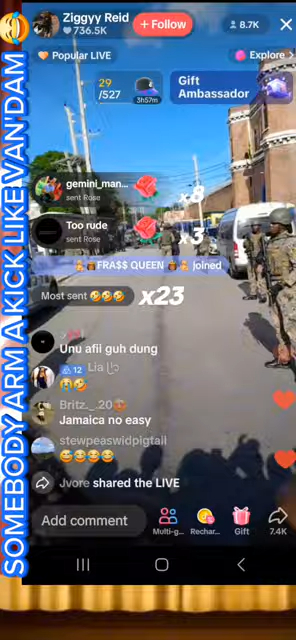 SOMEBODY ARM A KICK LIKE VAN'DAM 😂
Ziggyy Reid
736.5K
+ Follow
8.7K
Popular LIVE
Explore >
29
/527
3h57m
Gift
Ambassador
gemini_man...
sent Rose
x8
Too rude
sent Rose
x3
FRA$$ QUEEN joined
Most sent 🤣🤣🤣 x23
Unu afii guh dung
12 Lia
😭🤣
Britz._.20
Jamaica no easy
stewpeaswidpigtail
😅😂😂😂
Jvore shared the LIVE
Add comment
Multi-g...
Rechar...
Gift
7.4K